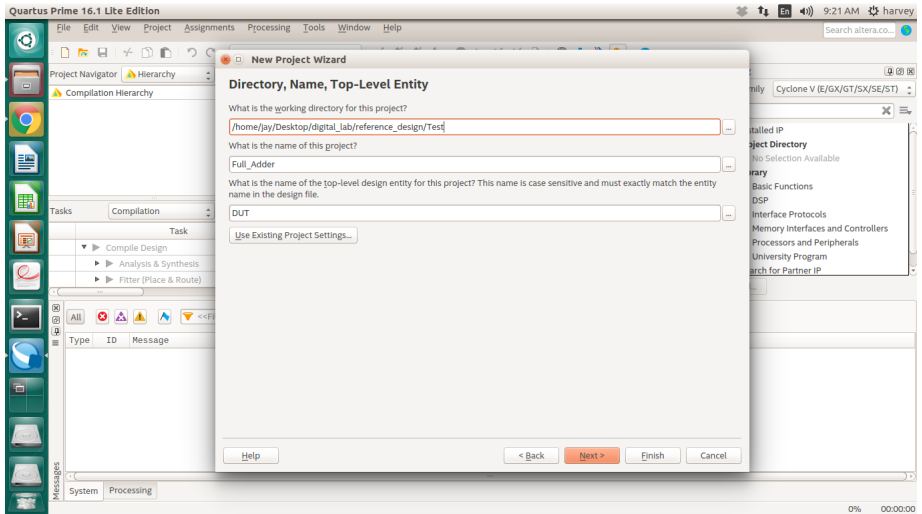 Quartus Prime 16.1 Lite Edition
En 9:21 AM harvey
File Edit View Project Assignments Processing Tools Window Help
Search altera.co...
New Project Wizard
Project Navigator Hierarchy
Compilation Hierarchy
Directory, Name, Top-Level Entity
What is the working directory for this project?
/home/jay/Desktop/digital_lab/reference_design/Test
...
What is the name of this project?
Full_Adder
...
What is the name of the top-level design entity for this project? This name is case sensitive and must exactly match the entity
name in the design file.
DUT
...
Use Existing Project Settings...
Help
< Back
Next >
Finish
Cancel
Tasks Compilation
Task
Compile Design
Analysis & Synthesis
Fitter (Place & Route)
All
<<Fi
Type ID Message
Messages
System Processing
mily Cyclone V (E/GX/GT/SX/SE/ST)
stalled IP
oject Directory
No Selection Available
rary
Basic Functions
DSP
Interface Protocols
Memory Interfaces and Controllers
Processors and Peripherals
University Program
arch for Partner IP
0% 00:00:00